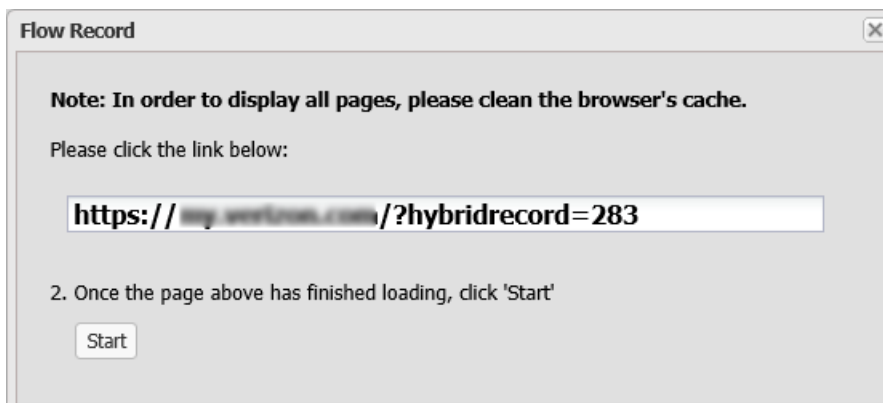 Flow Record
Note: In order to display all pages, please clean the browser's cache.
Please click the link below:
https:// /?hybridrecord=283
2. Once the page above has finished loading, click 'Start'
Start